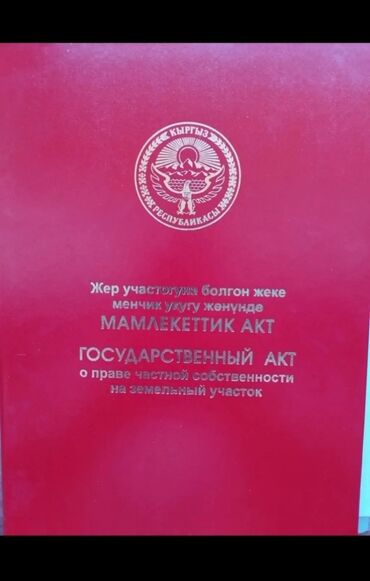 КЫРГЫЗ
РЕСПУБЛИКАСЫ
Жер участогуна болгон жеке
менчик укугу жөнүндө
МАМЛЕКЕТТИК АКТ
ГОСУДАРСТВЕННЫЙ АКТ
о праве частной собственности
на земельный участок